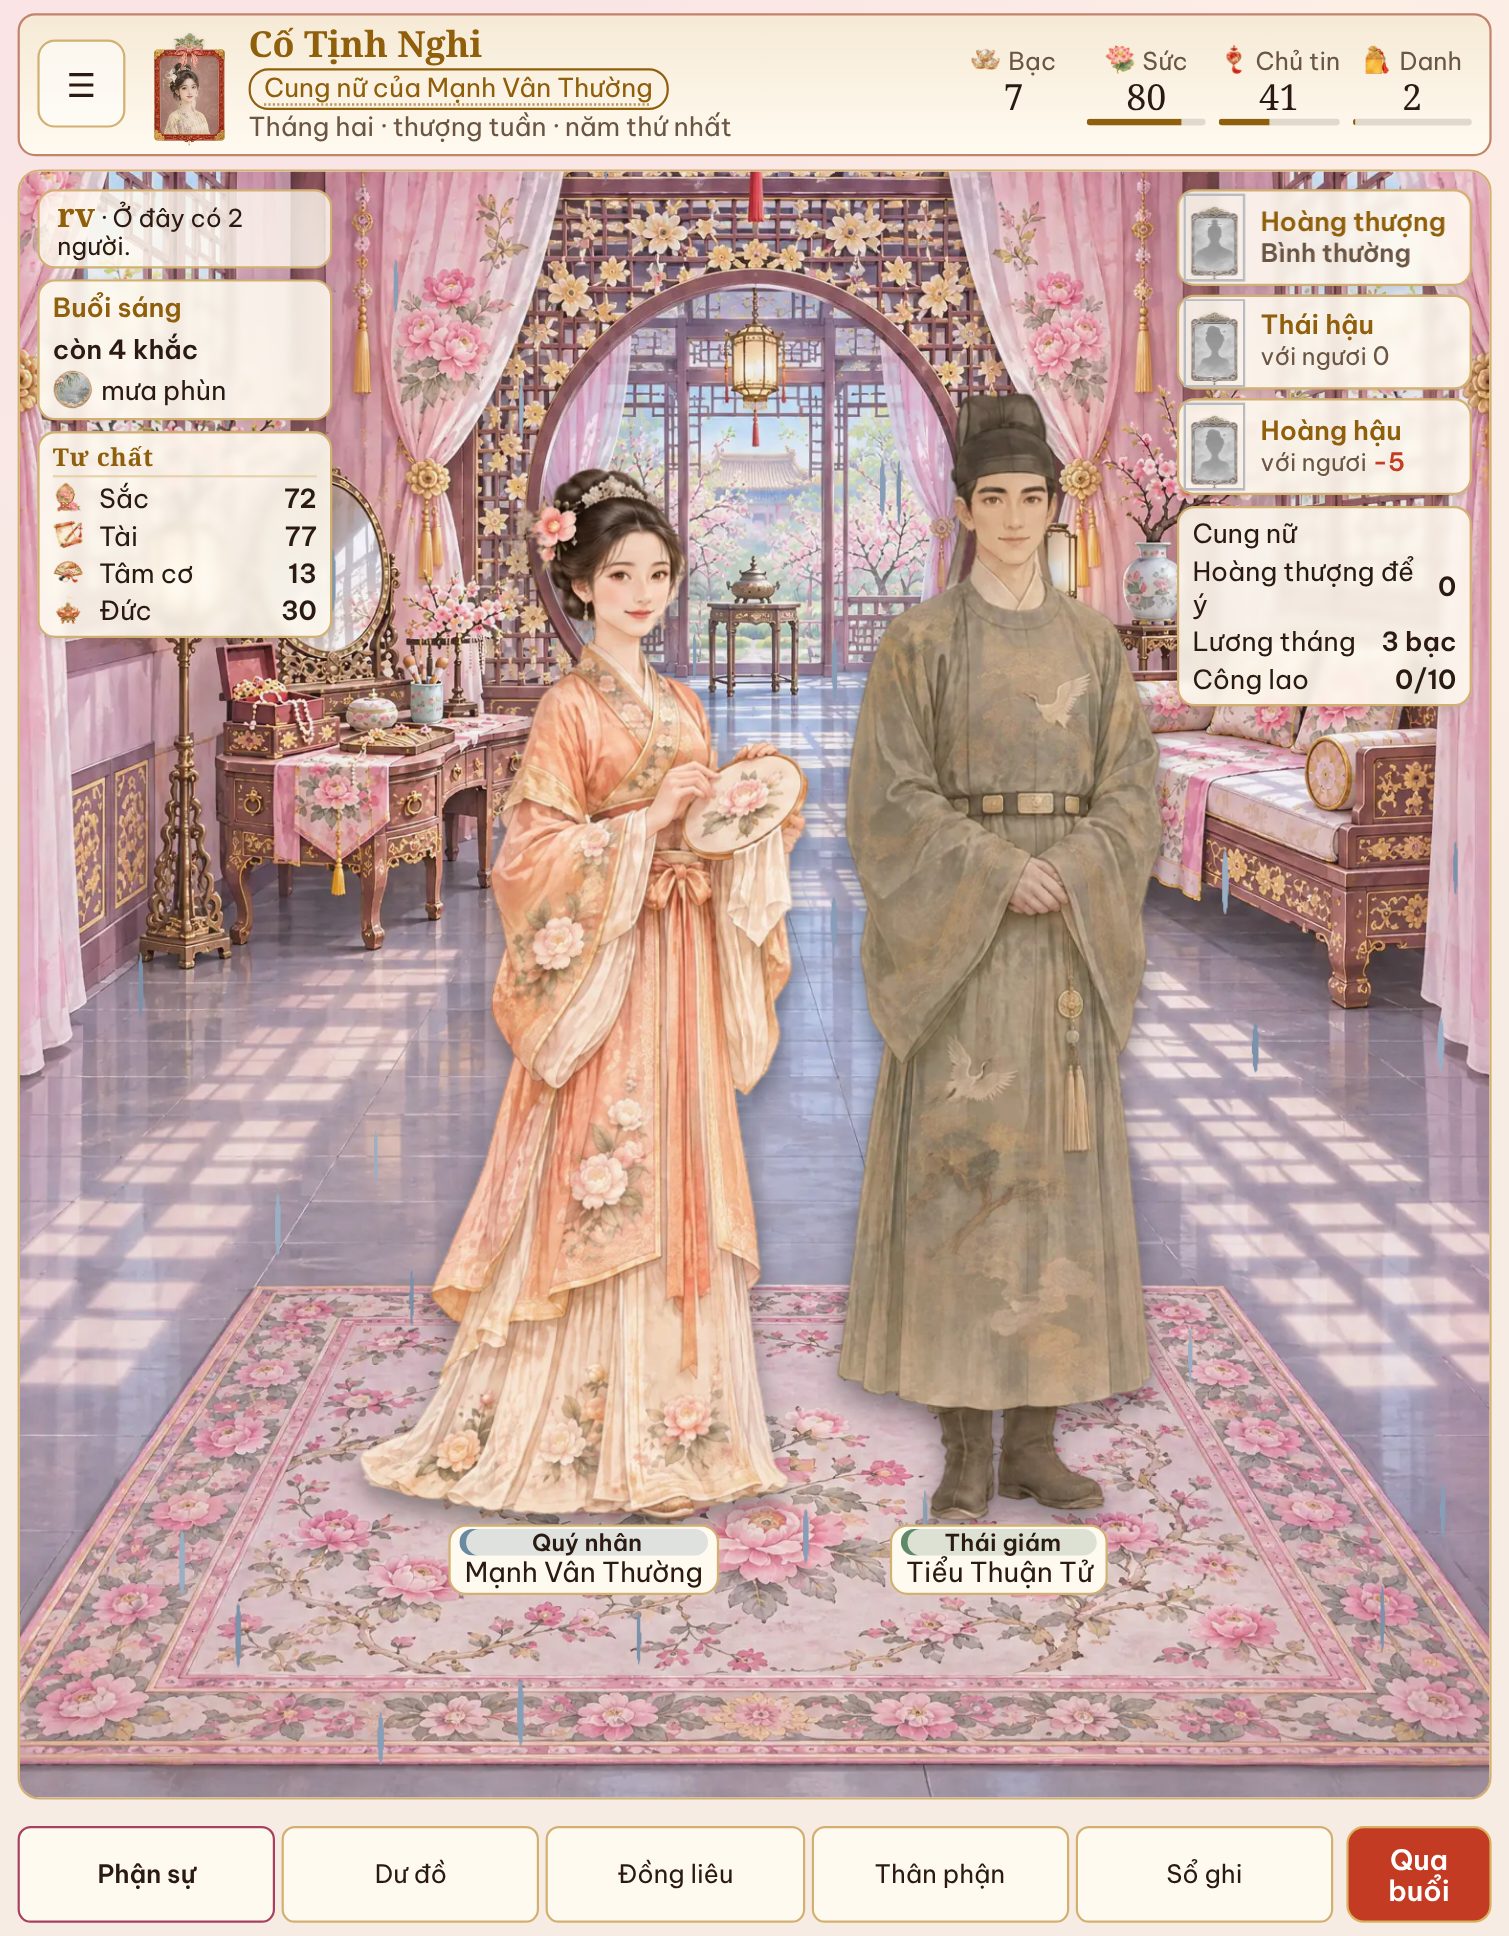 Cố Tịnh Nghi
Cung nữ của Mạnh Vân Thường
Tháng hai · thượng tuần · năm thứ nhất
Bạc
7
Sức
80
Chủ tin
41
Danh
2
rv · Ở đây có 2
người.
Buổi sáng
còn 4 khắc
mưa phùn
Tư chất
Sắc 72
Tài 77
Tâm cơ 13
Đức 30
Hoàng thượng
Bình thường
Thái hậu
với ngươi 0
Hoàng hậu
với ngươi -5
Cung nữ
Hoàng thượng để ý 0
Lương tháng 3 bạc
Công lao 0/10
Quý nhân
Mạnh Vân Thường
Thái giám
Tiểu Thuận Tử
Phận sự
Dư đồ
Đồng liêu
Thân phận
Sổ ghi
Qua
buổi